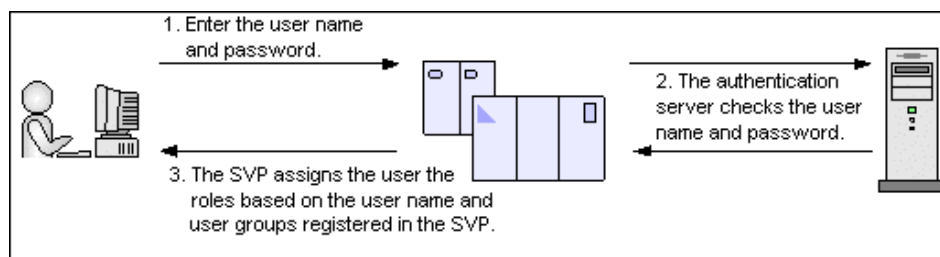 1. Enter the user name
and password.
2. The authentication
server checks the user
name and password.
3. The SVP assigns the user the
roles based on the user name and
user groups registered in the SVP.